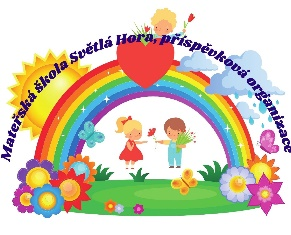 Mateřská škola Světlá Hora, příspěvková organizace